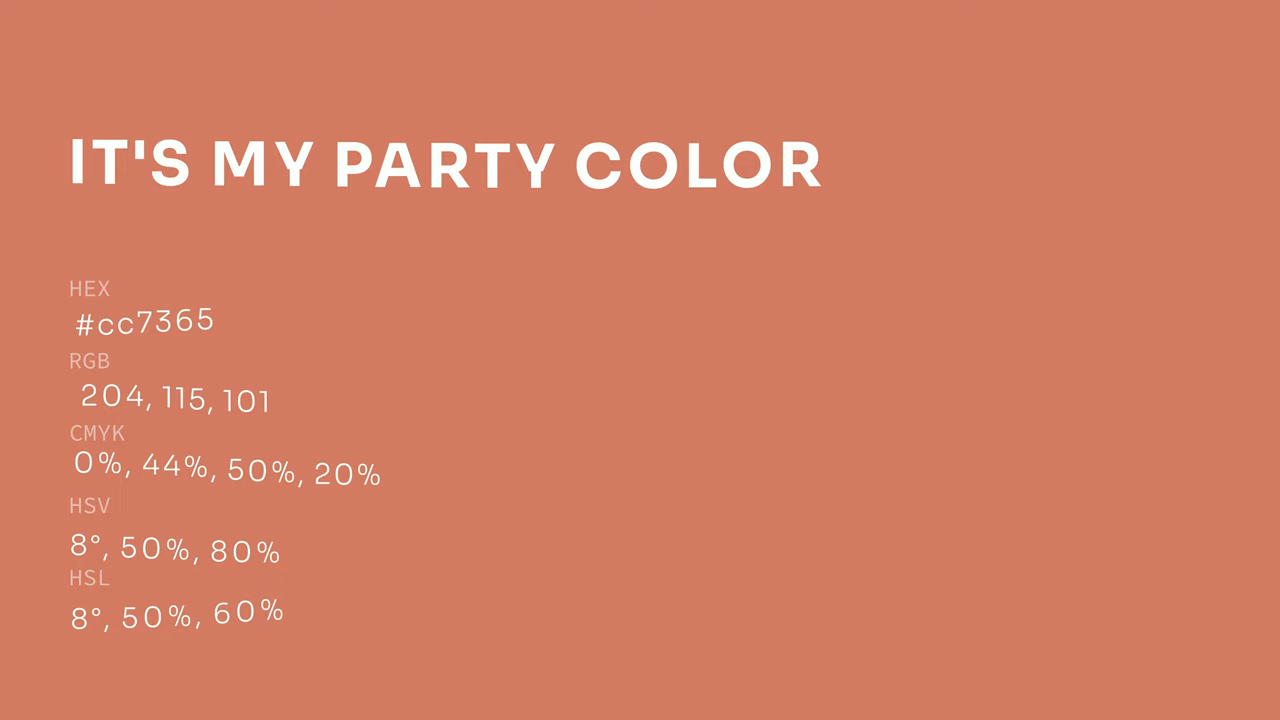 IT'S MY PARTY COLOR
HEX
#cc7365
RGB
204, 115, 101
CMYK
0%, 44%, 50%, 20%
HSV
8°, 50%, 80%
HSL
8°, 50%, 60%